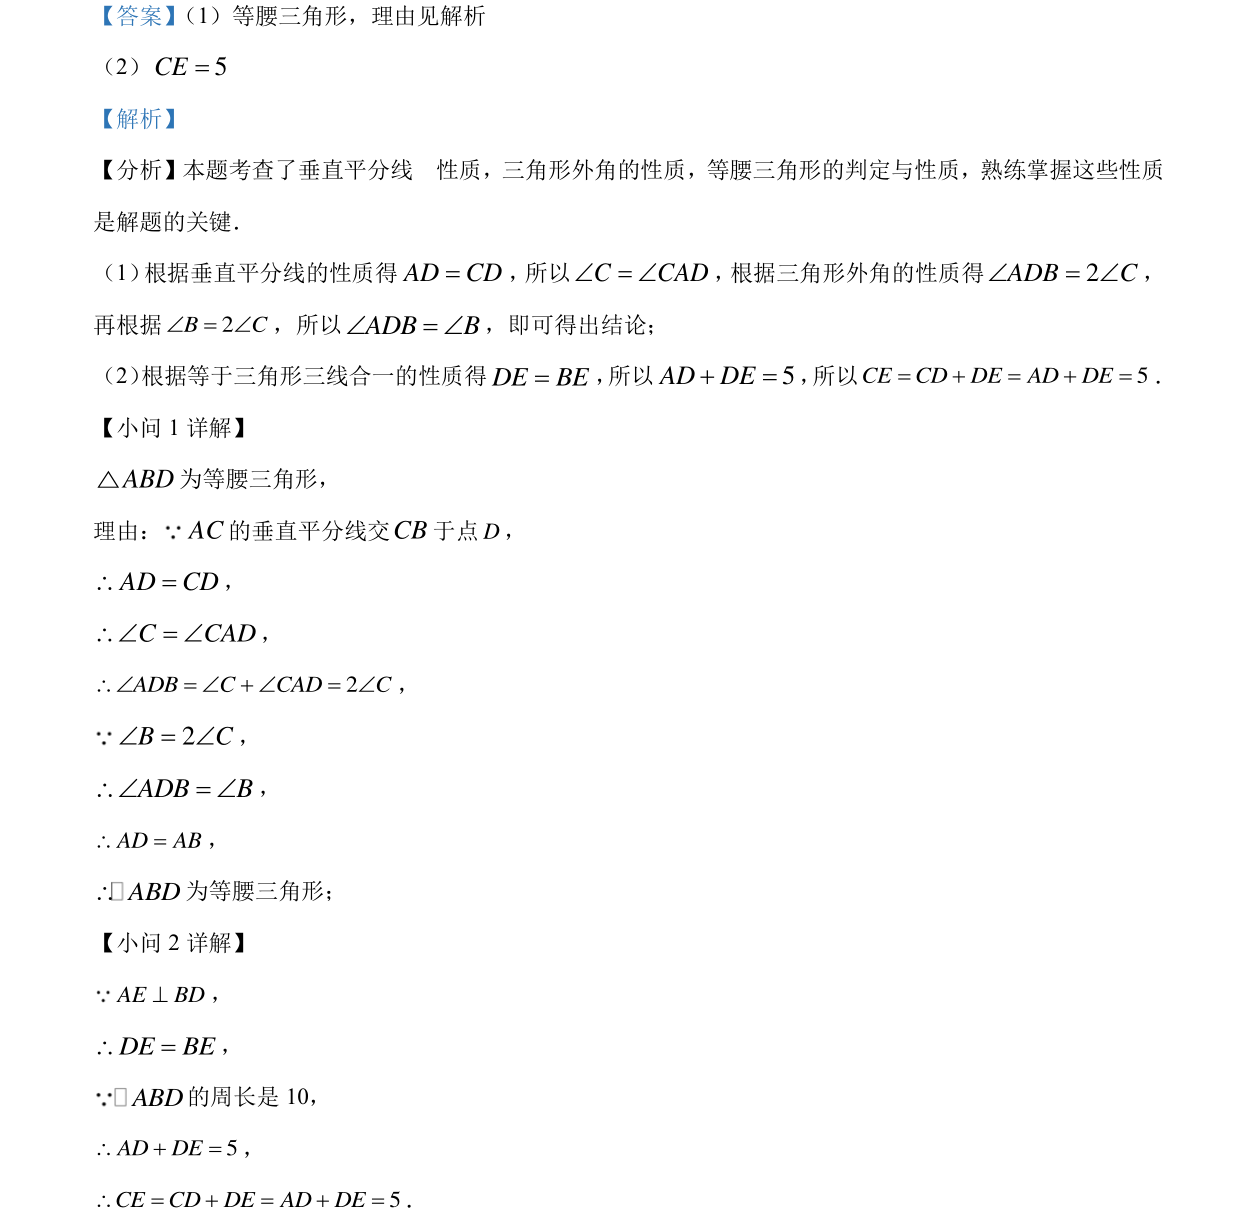 【答案】（1）等腰三角形，理由见解析
（2）CE = 5
【解析】
【分析】本题考查了垂直平分线 性质，三角形外角的性质，等腰三角形的判定与性质，熟练掌握这些性质
是解题的关键．
（1）根据垂直平分线的性质得 AD = CD，所以∠C = ∠CAD，根据三角形外角的性质得∠ADB = 2∠C，
再根据∠B = 2∠C，所以∠ADB = ∠B，即可得出结论；
（2）根据等于三角形三线合一的性质得 DE = BE，所以 AD + DE = 5，所以 CE = CD + DE = AD + DE = 5．
【小问 1 详解】
△ABD 为等腰三角形，
理由：∵ AC 的垂直平分线交 CB 于点 D，
∴ AD = CD，
∴∠C = ∠CAD，
∴∠ADB = ∠C + ∠CAD = 2∠C，
∵∠B = 2∠C，
∴∠ADB = ∠B，
∴ AD = AB，
∴□ABD 为等腰三角形；
【小问 2 详解】
∵ AE ⊥ BD，
∴ DE = BE，
∵□ABD 的周长是 10，
∴ AD + DE = 5，
∴ CE = CD + DE = AD + DE = 5．